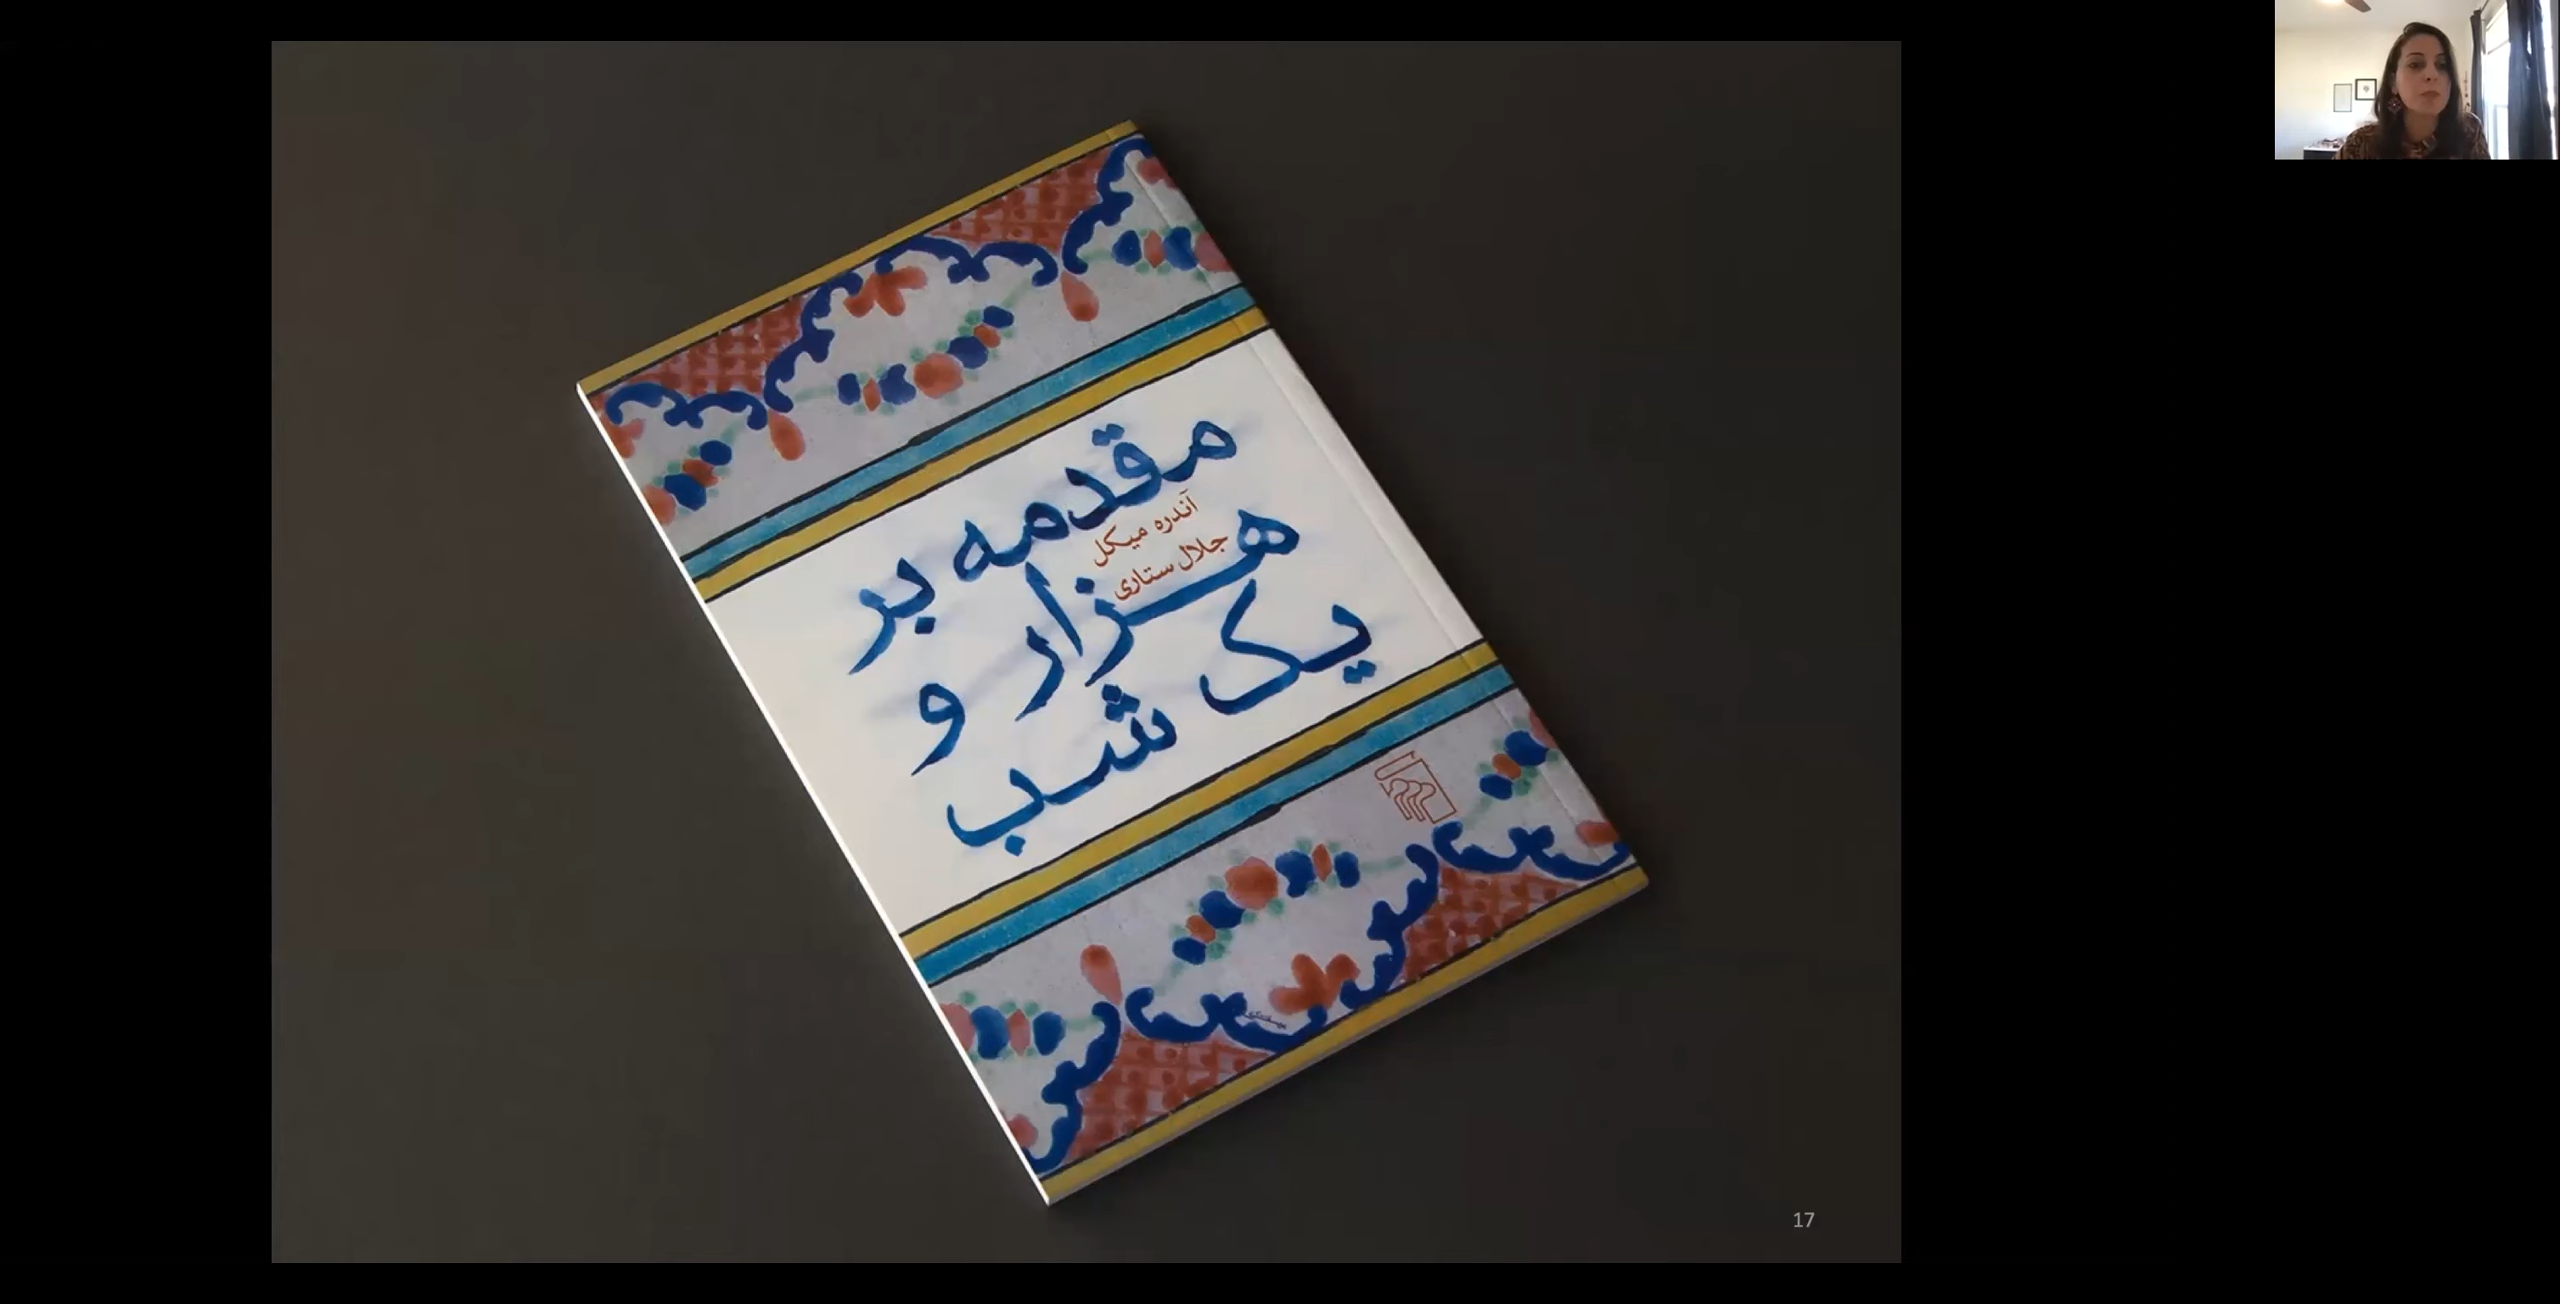 مقدمه بر
آندره میکل
جلال ستاری
هزار و
یک شب
17